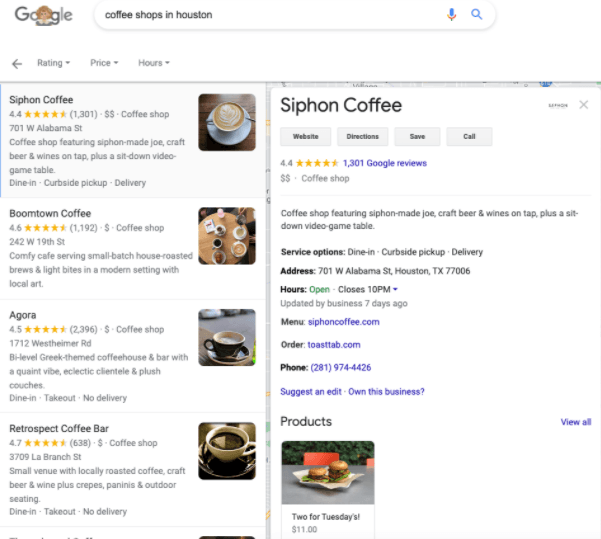 Google
coffee shops in houston
Rating
Price
Hours
Siphon Coffee
4.4 (1,301) · $$ · Coffee shop
701 W Alabama St
Coffee shop featuring siphon-made joe, craft
beer & wines on tap, plus a sit-down video-
game table.
Dine-in · Curbside pickup · Delivery
Boomtown Coffee
4.6 (1,192) · $ · Coffee shop
242 W 19th St
Comfy cafe serving small-batch house-roasted
brews & light bites in a modern setting with
local art.
Agora
4.5 (2,396) · $ · Coffee shop
1712 Westheimer Rd
Bi-level Greek-themed coffeehouse & bar with
a quaint vibe, eclectic clientele & plush
couches.
Dine-in · Takeout · No delivery
Retrospect Coffee Bar
4.7 (638) · $ · Coffee shop
3709 La Branch St
Small venue with locally roasted coffee, craft
beer & wine plus crepes, paninis & outdoor
seating.
Dine-in · Takeout · No delivery
Siphon Coffee
SIPHON
Website
Directions
Save
Call
4.4 1,301 Google reviews
$$ · Coffee shop
Coffee shop featuring siphon-made joe, craft beer & wines on tap, plus a sit-
down video-game table.
Service options: Dine-in · Curbside pickup · Delivery
Address: 701 W Alabama St, Houston, TX 77006
Hours: Open · Closes 10PM
Updated by business 7 days ago
Menu: siphoncoffee.com
Order: toasttab.com
Phone: (281) 974-4426
Suggest an edit · Own this business?
Products
View all
Two for Tuesday's!
$11.00